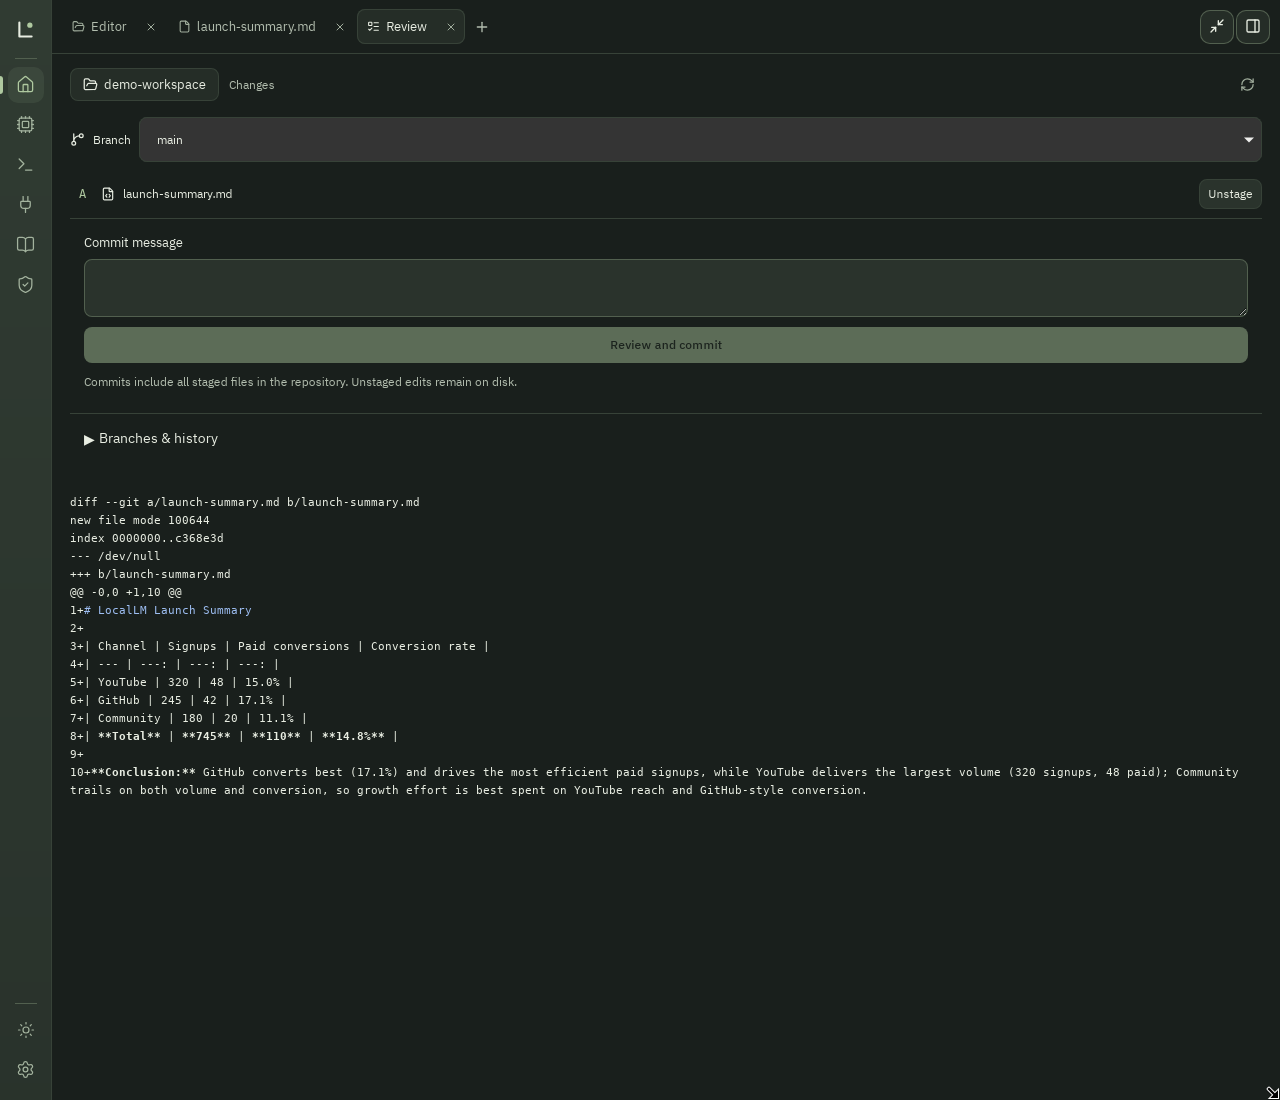 Editor
launch-summary.md
Review
demo-workspace
Changes
Branch
main
A
launch-summary.md
Unstage
Commit message
Review and commit
Commits include all staged files in the repository. Unstaged edits remain on disk.
▶ Branches & history
diff --git a/launch-summary.md b/launch-summary.md
new file mode 100644
index 0000000..c368e3d
--- /dev/null
+++ b/launch-summary.md
@@ -0,0 +1,10 @@
1+# LocalLM Launch Summary
2+
3+| Channel | Signups | Paid conversions | Conversion rate |
4+| --- | ---: | ---: | ---: |
5+| YouTube | 320 | 48 | 15.0% |
6+| GitHub | 245 | 42 | 17.1% |
7+| Community | 180 | 20 | 11.1% |
8+| **Total** | **745** | **110** | **14.8%** |
9+
10+**Conclusion:** GitHub converts best (17.1%) and drives the most efficient paid signups, while YouTube delivers the largest volume (320 signups, 48 paid); Community
trails on both volume and conversion, so growth effort is best spent on YouTube reach and GitHub-style conversion.